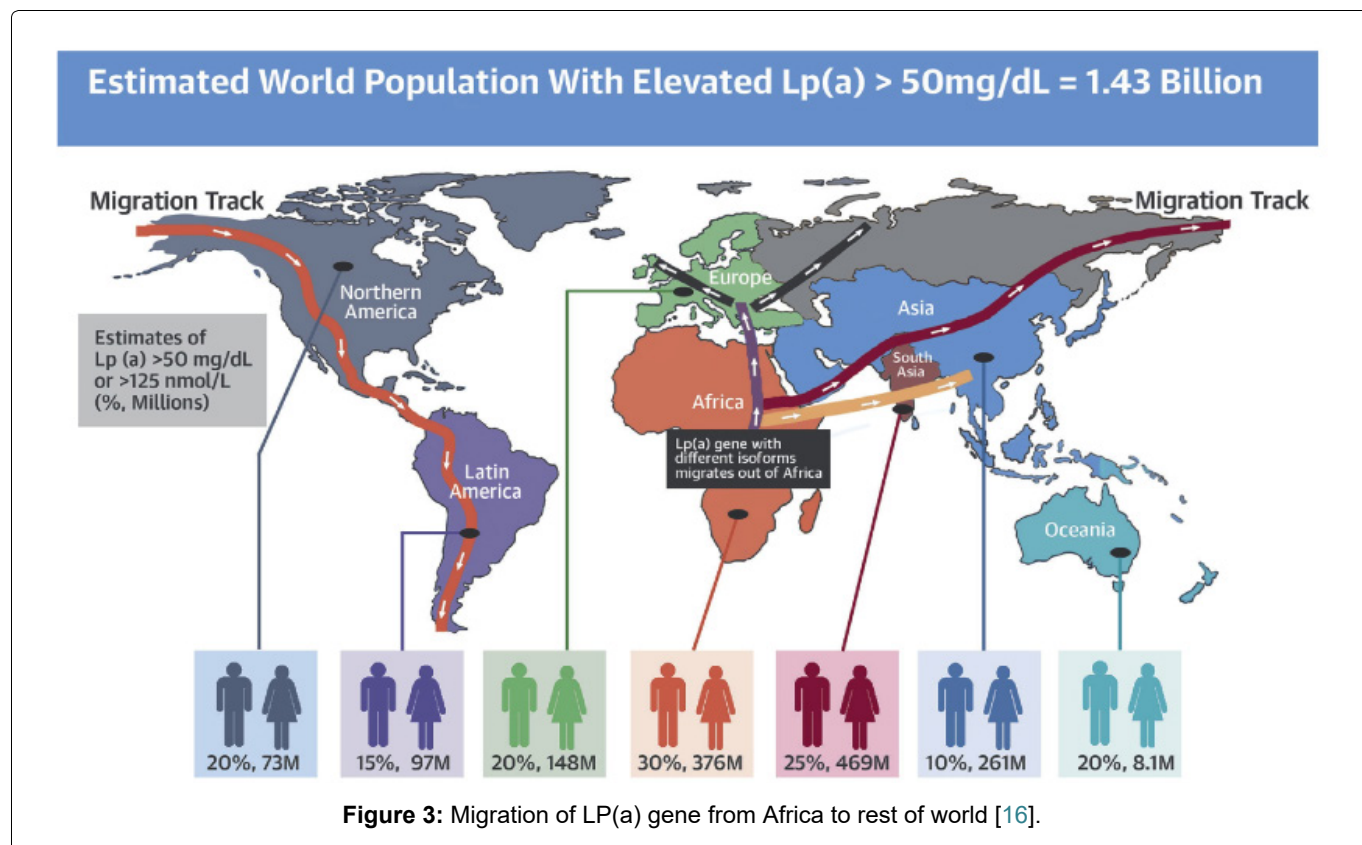 Estimated World Population With Elevated Lp(a) > 50mg/dL = 1.43 Billion
Migration Track
Migration Track
Northern
America
Europe
Asia
South
Asia
Estimates of
Lp (a) >50 mg/dL
or >125 nmol/L
(%, Millions)
Africa
Lp(a) gene with
different isoforms
migrates out of Africa
Latin
America
Oceania
20%, 73M
15%, 97M
20%, 148M
30%, 376M
25%, 469M
10%, 261M
20%, 8.1M
Figure 3: Migration of LP(a) gene from Africa to rest of world [16].